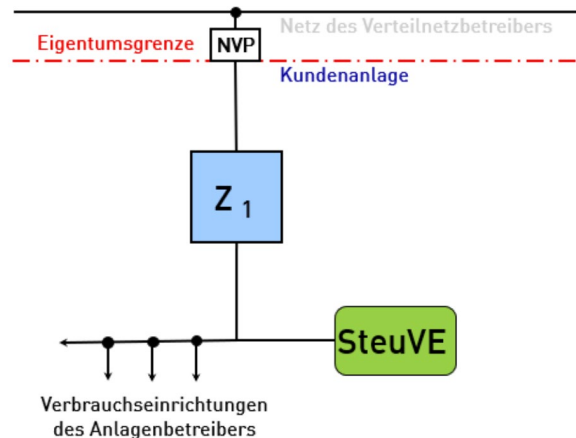 Netz des Verteilnetzbetreibers
Eigentumsgrenze
NVP
Kundenanlage
Z 1
SteuVE
Verbrauchseinrichtungen
des Anlagenbetreibers